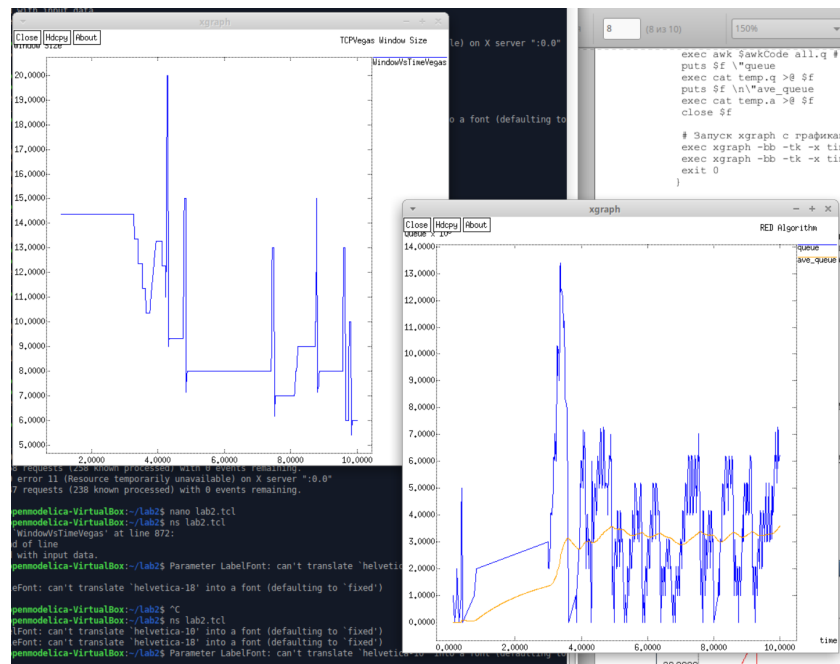 with input data
xgraph
Close Hdcpy About
Window Size
TCPVegas Window Size
WindowVsTimeVegas
20,0000
18,0000
17,0000
16,0000
15,0000
14,0000
13,0000
12,0000
11,0000
10,0000
9,0000
8,0000
7,0000
6,0000
5,0000
2,0000 4,0000 6,0000 8,0000 10,0000
le) on X server ":0.0"
o a font (defaulting to
8 (8 из 10) 150%
exec awk $awkCode all.q #
puts $f \"queue
exec cat temp.q >@ $f
puts $f \n\"ave_queue
exec cat temp.a >@ $f
close $f
# Запуск xgraph с графика
exec xgraph -bb -tk -x ti
exec xgraph -bb -tk -x ti
exit 0
}
xgraph
Close Hdcpy About
Queue x 10
RED Algorithm
queue
ave_queue
14,0000
13,0000
12,0000
11,0000
10,0000
9,0000
8,0000
7,0000
6,0000
5,0000
4,0000
3,0000
2,0000
1,0000
0,0000
0,0000 2,0000 4,0000 6,0000 8,0000 10,0000
time
8 requests (258 known processed) with 0 events remaining.
error 11 (Resource temporarily unavailable) on X server ":0.0"
7 requests (238 known processed) with 0 events remaining.
openmodelica-VirtualBox:~/lab2$ nano lab2.tcl
openmodelica-VirtualBox:~/lab2$ ns lab2.tcl
`WindowVsTimeVegas' at line 872:
d of line
with input data.
openmodelica-VirtualBox:~/lab2$ Parameter LabelFont: can't translate `helvetic
eFont: can't translate `helvetica-18' into a font (defaulting to `fixed')
openmodelica-VirtualBox:~/lab2$ ^C
openmodelica-VirtualBox:~/lab2$ ns lab2.tcl
elFont: can't translate `helvetica-10' into a font (defaulting to `fixed')
eFont: can't translate `helvetica-18' into a font (defaulting to `fixed')
openmodelica-VirtualBox:~/lab2$ Parameter LabelFont: can't translate `helvetica-10' into a font (defaulting to